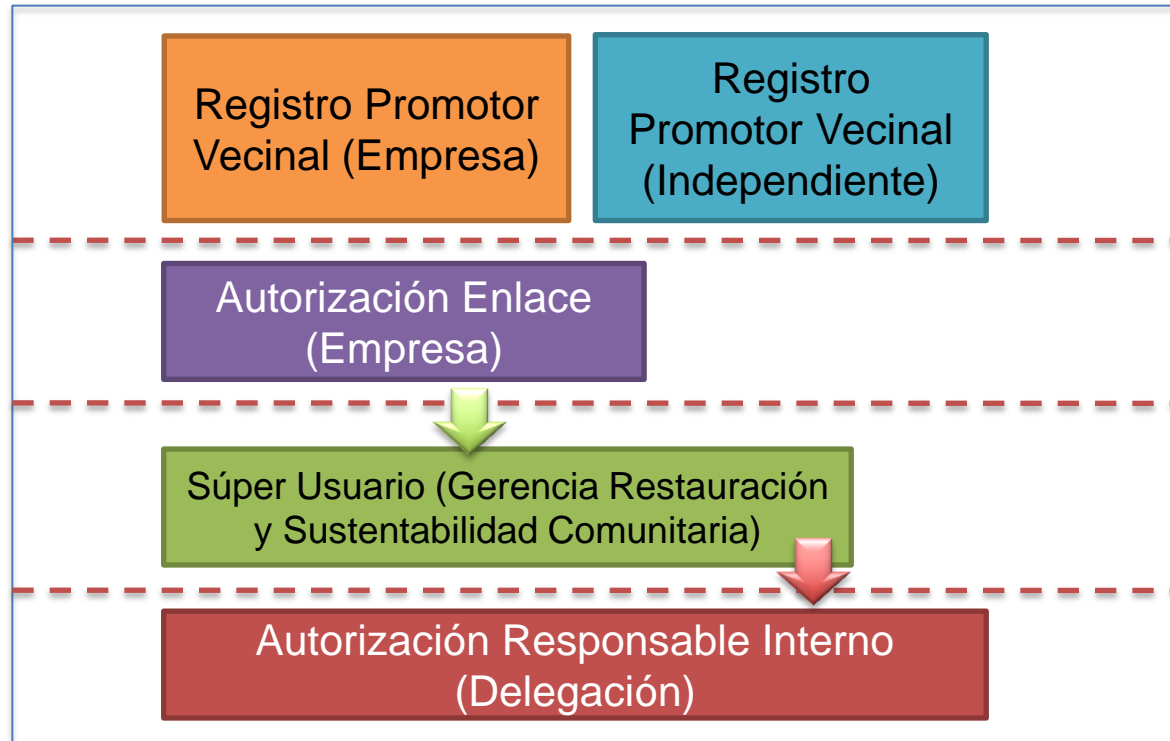 Registro Promotor
Vecinal (Empresa)
Registro
Promotor Vecinal
(Independiente)
Autorización Enlace
(Empresa)
Súper Usuario (Gerencia Restauración
y Sustentabilidad Comunitaria)
Autorización Responsable Interno
(Delegación)